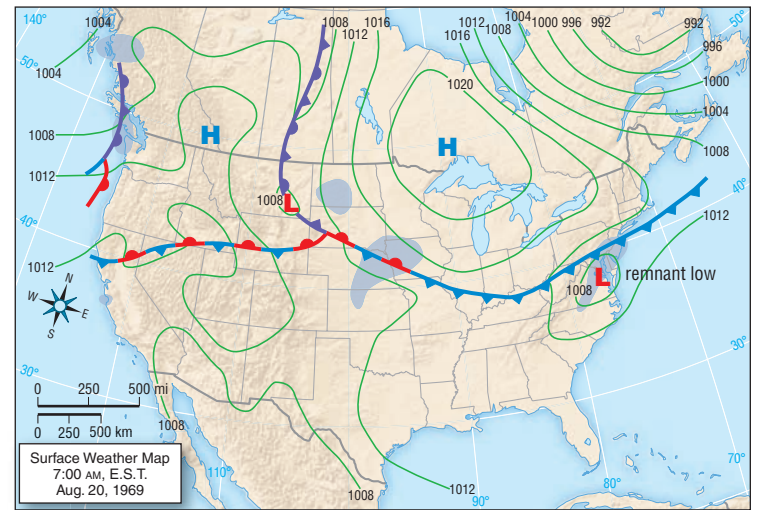 140°
1004
1008
1016
1012
1012
1016
1008
1004
1000
996
992
992
50°
996
50°
1004
1020
1000
1004
1008
H
H
1008
1012
40°
1008
L
1012
40°
1012
L
remnant low
1008
N
W
E
S
30°
30°
0 250 500 mi
0 250 500 km
1008
Surface Weather Map
7:00 AM, E.S.T.
Aug. 20, 1969
110°
1008
1012
90°
80°
70°